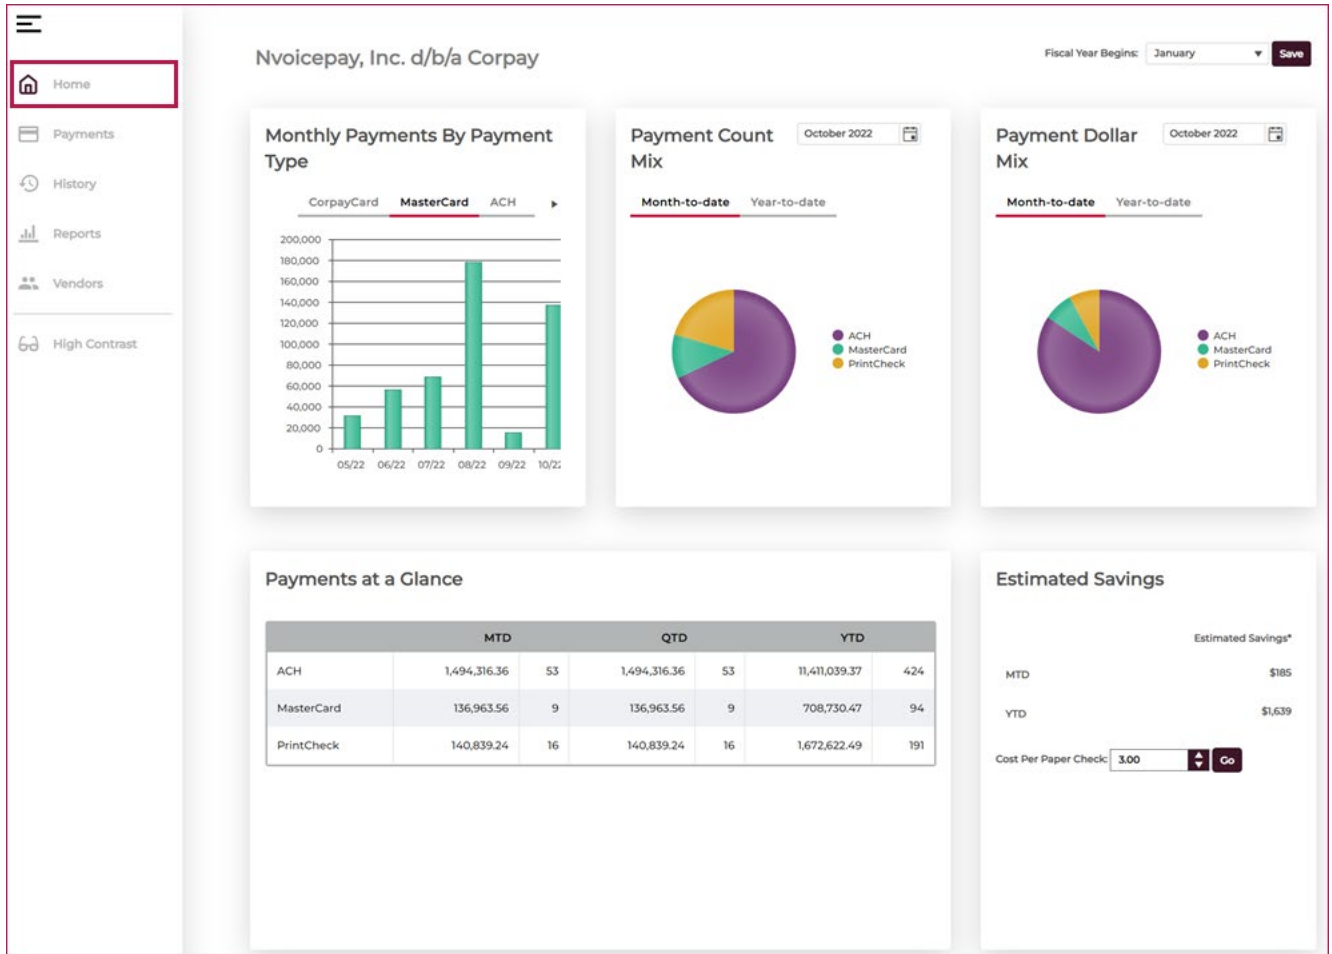 Home
Payments
History
Reports
Vendors
High Contrast
Nvoicepay, Inc. d/b/a Corpay
Fiscal Year Begins: January Save
Monthly Payments By Payment
Type
CorpayCard MasterCard ACH
200,000
180,000
160,000
140,000
120,000
100,000
80,000
60,000
40,000
20,000
0
05/22 06/22 07/22 08/22 09/22 10/22
Payment Count
Mix
October 2022
Month-to-date Year-to-date
ACH
MasterCard
PrintCheck
Payment Dollar
Mix
October 2022
Month-to-date Year-to-date
ACH
MasterCard
PrintCheck
Payments at a Glance
MTD QTD YTD
ACH 1,494,316.36 53 1,494,316.36 53 11,411,039.37 424
MasterCard 136,963.56 9 136,963.56 9 708,730.47 94
PrintCheck 140,839.24 16 140,839.24 16 1,672,622.49 191
Estimated Savings
Estimated Savings*
MTD $185
YTD $1,639
Cost Per Paper Check: 3.00 Go